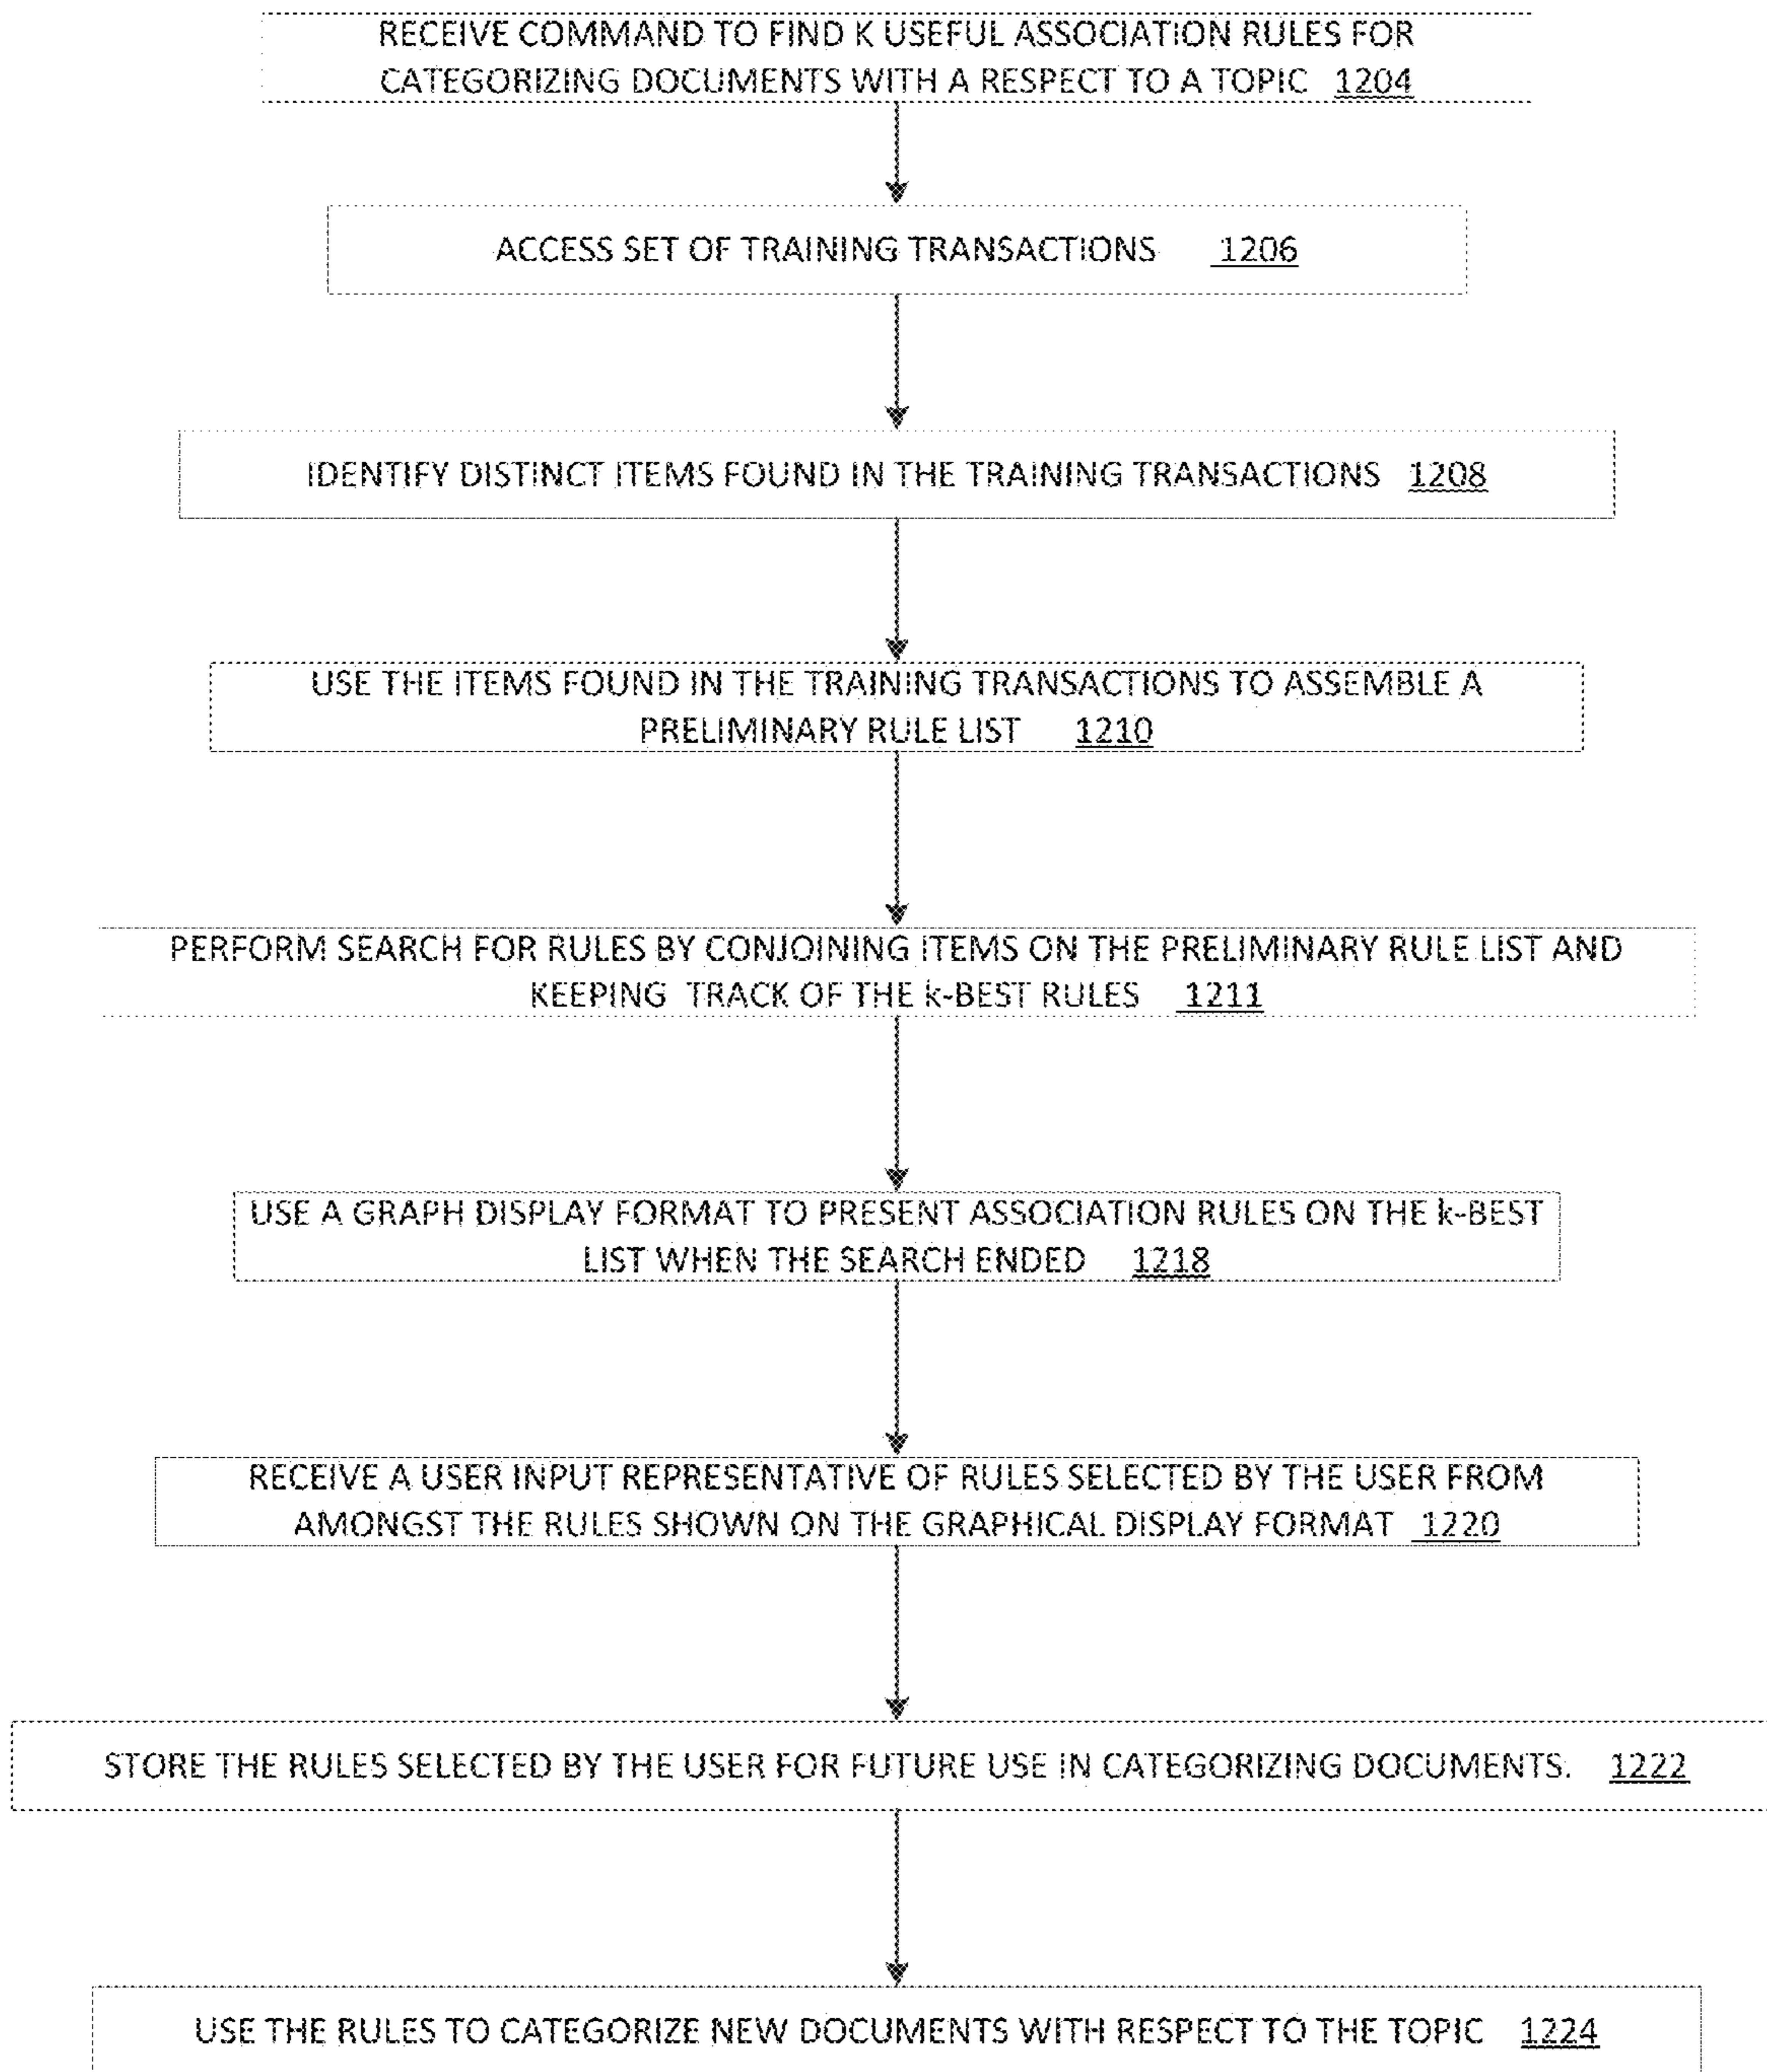 RECEIVE COMMAND TO FIND K USEFUL ASSOCIATION RULES FOR
CATEGORIZING DOCUMENTS WITH A RESPECT TO A TOPIC 1204
ACCESS SET OF TRAINING TRANSACTIONS 1206
IDENTIFY DISTINCT ITEMS FOUND IN THE TRAINING TRANSACTIONS 1208
USE THE ITEMS FOUND IN THE TRAINING TRANSACTIONS TO ASSEMBLE A
PRELIMINARY RULE LIST 1210
PERFORM SEARCH FOR RULES BY CONJOINING ITEMS ON THE PRELIMINARY RULE LIST AND
KEEPING TRACK OF THE k-BEST RULES 1211
USE A GRAPH DISPLAY FORMAT TO PRESENT ASSOCIATION RULES ON THE k-BEST
LIST WHEN THE SEARCH ENDED 1218
RECEIVE A USER INPUT REPRESENTATIVE OF RULES SELECTED BY THE USER FROM
AMONGST THE RULES SHOWN ON THE GRAPHICAL DISPLAY FORMAT 1220
STORE THE RULES SELECTED BY THE USER FOR FUTURE USE IN CATEGORIZING DOCUMENTS. 1222
USE THE RULES TO CATEGORIZE NEW DOCUMENTS WITH RESPECT TO THE TOPIC 1224